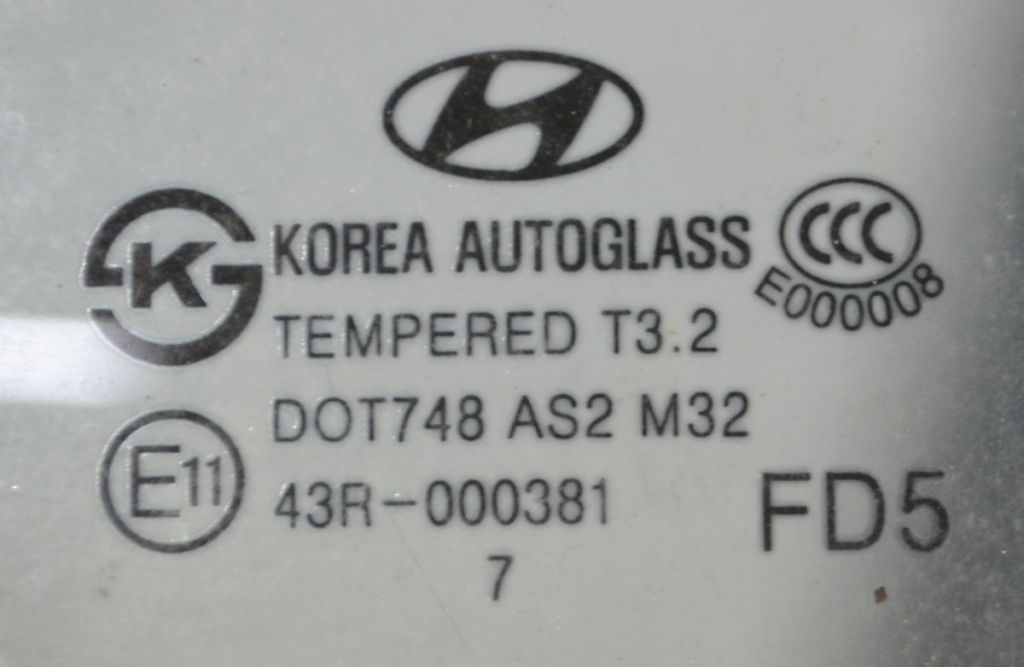 KOREA AUTOGLASS
CCC
E000008
K
TEMPERED T3.2
DOT748 AS2 M32
E11
43R-000381
FD5
7